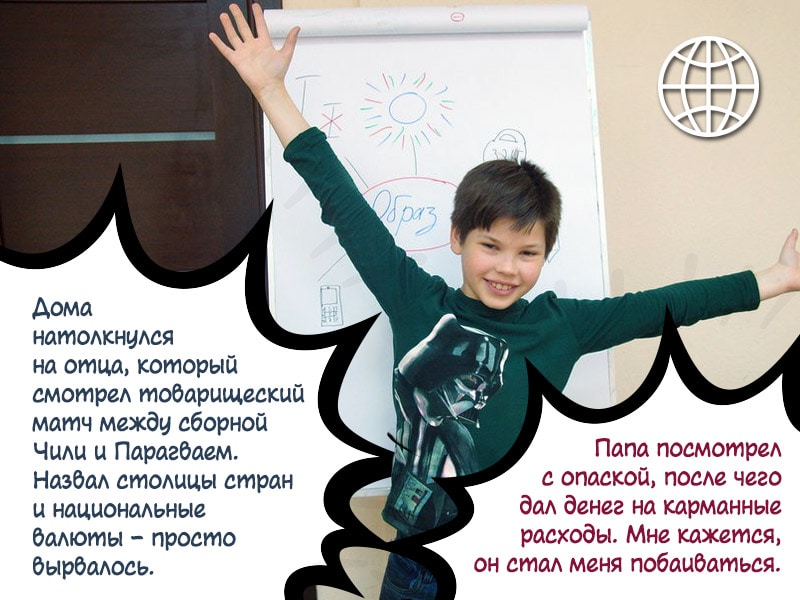 Образ
Дома
натолкнулся
на отца, который
смотрел товарищеский
матч между сборной
Чили и Парагваем.
Назвал столицы стран
и национальные
валюты – просто
вырвалось.
Папа посмотрел
с опаской, после чего
дал денег на карманные
расходы. Мне кажется,
он стал меня побаиваться.